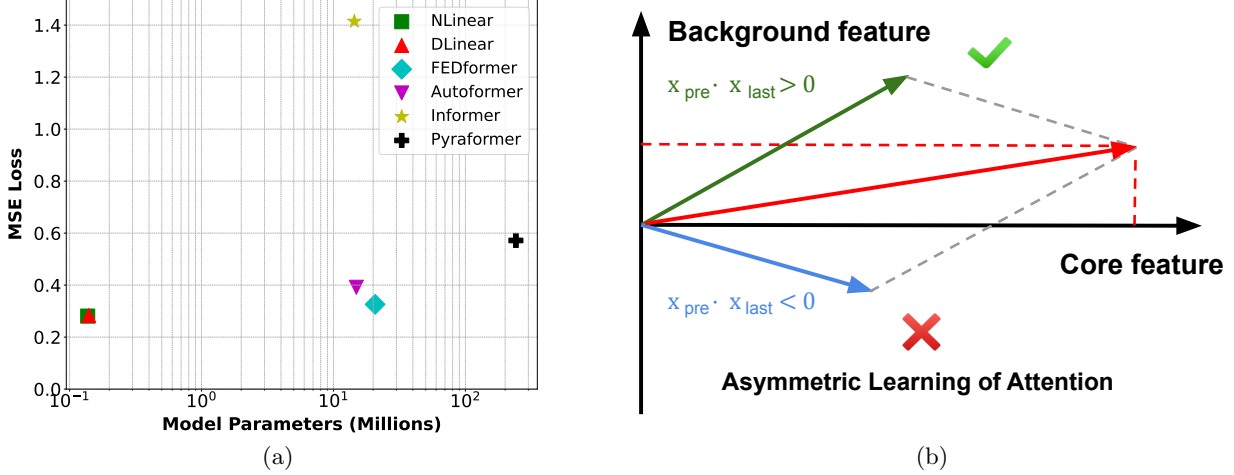 MSE Loss
1.4
1.2
1.0
0.8
0.6
0.4
0.2
0.0
10⁻¹
10⁰
10¹
10²
Model Parameters (Millions)
NLinear
DLinear
FEDformer
Autoformer
Informer
Pyraformer
(a)
Background feature
x pre · x last > 0
Core feature
x pre · x last < 0
Asymmetric Learning of Attention
(b)